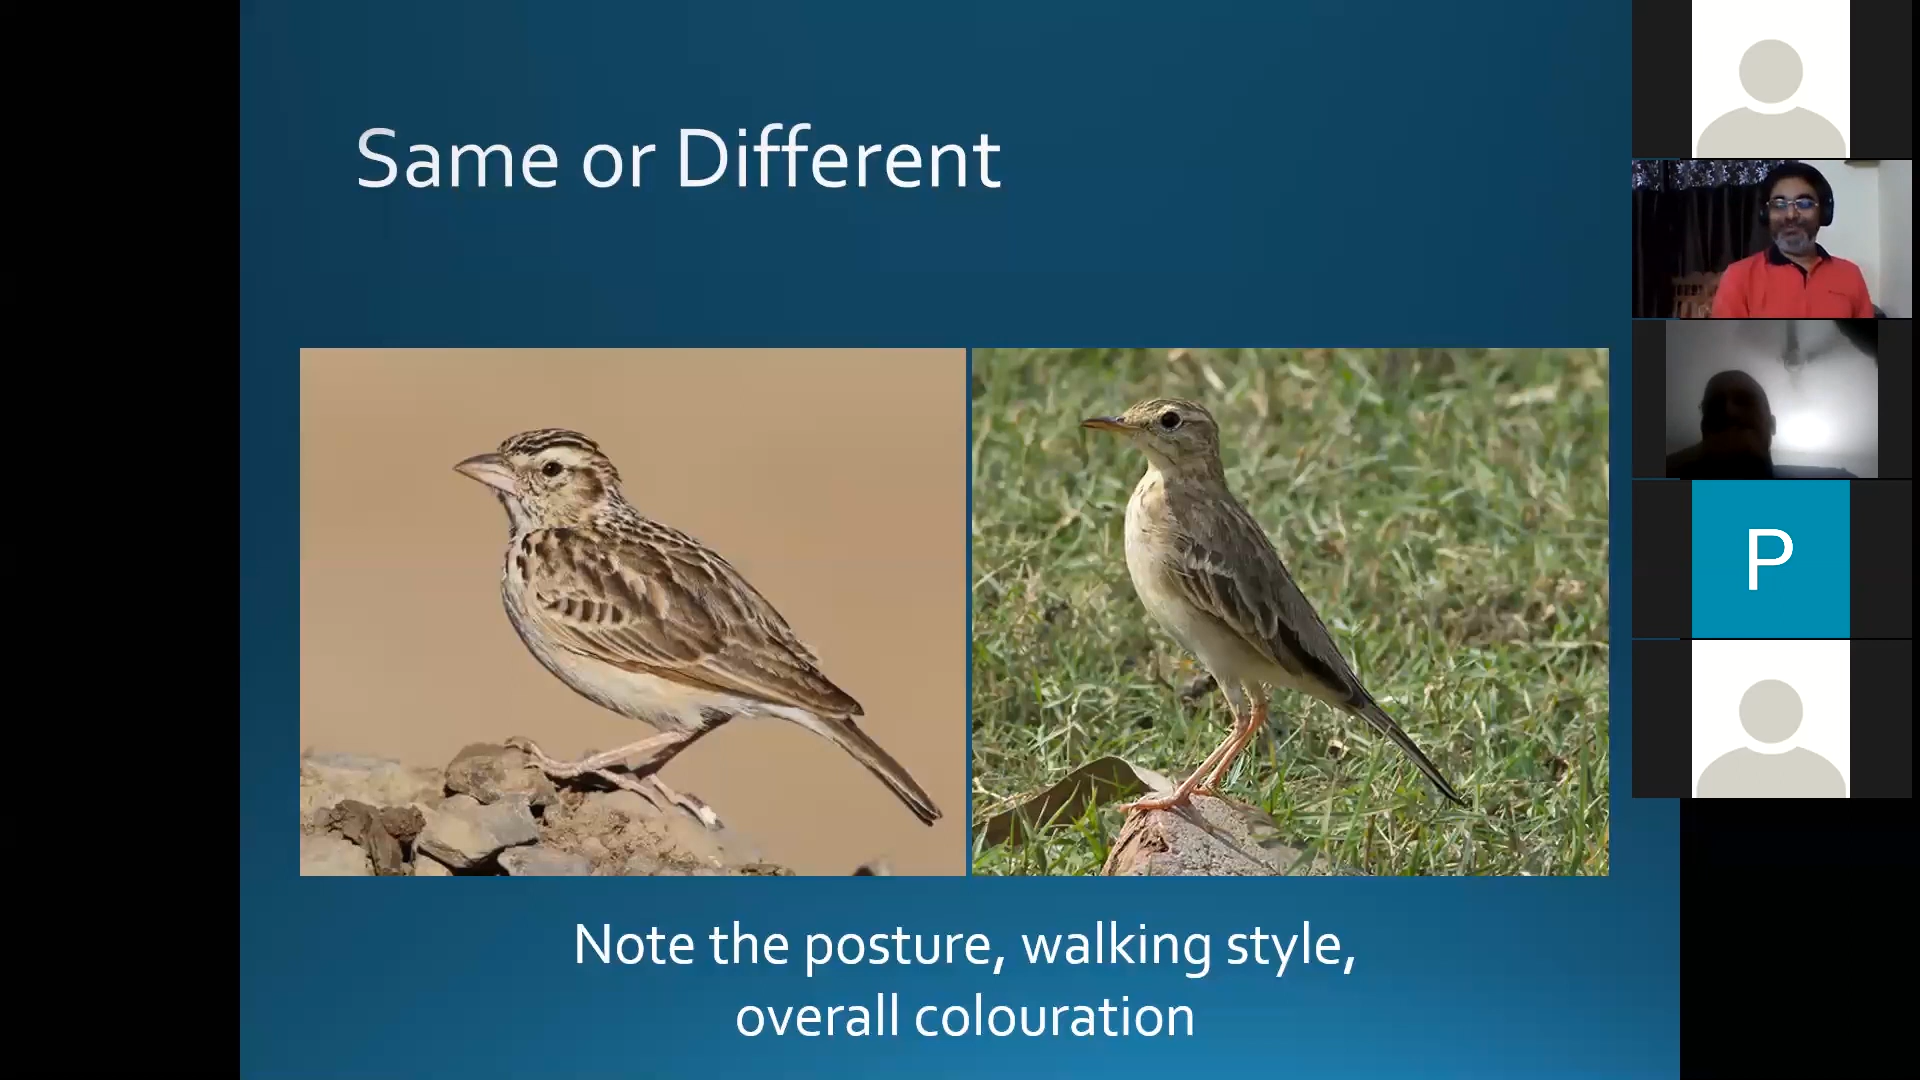 Same or Different
Note the posture, walking style,
overall colouration
P